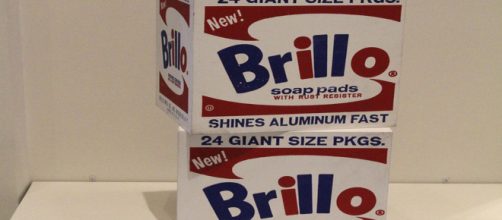 24 GIANT SIZE PKGS.
New!
Brillo®
soap pads
WITH RUST RESISTER
SHINES ALUMINUM FAST
24 GIANT SIZE PKGS.
New!
Brillo®